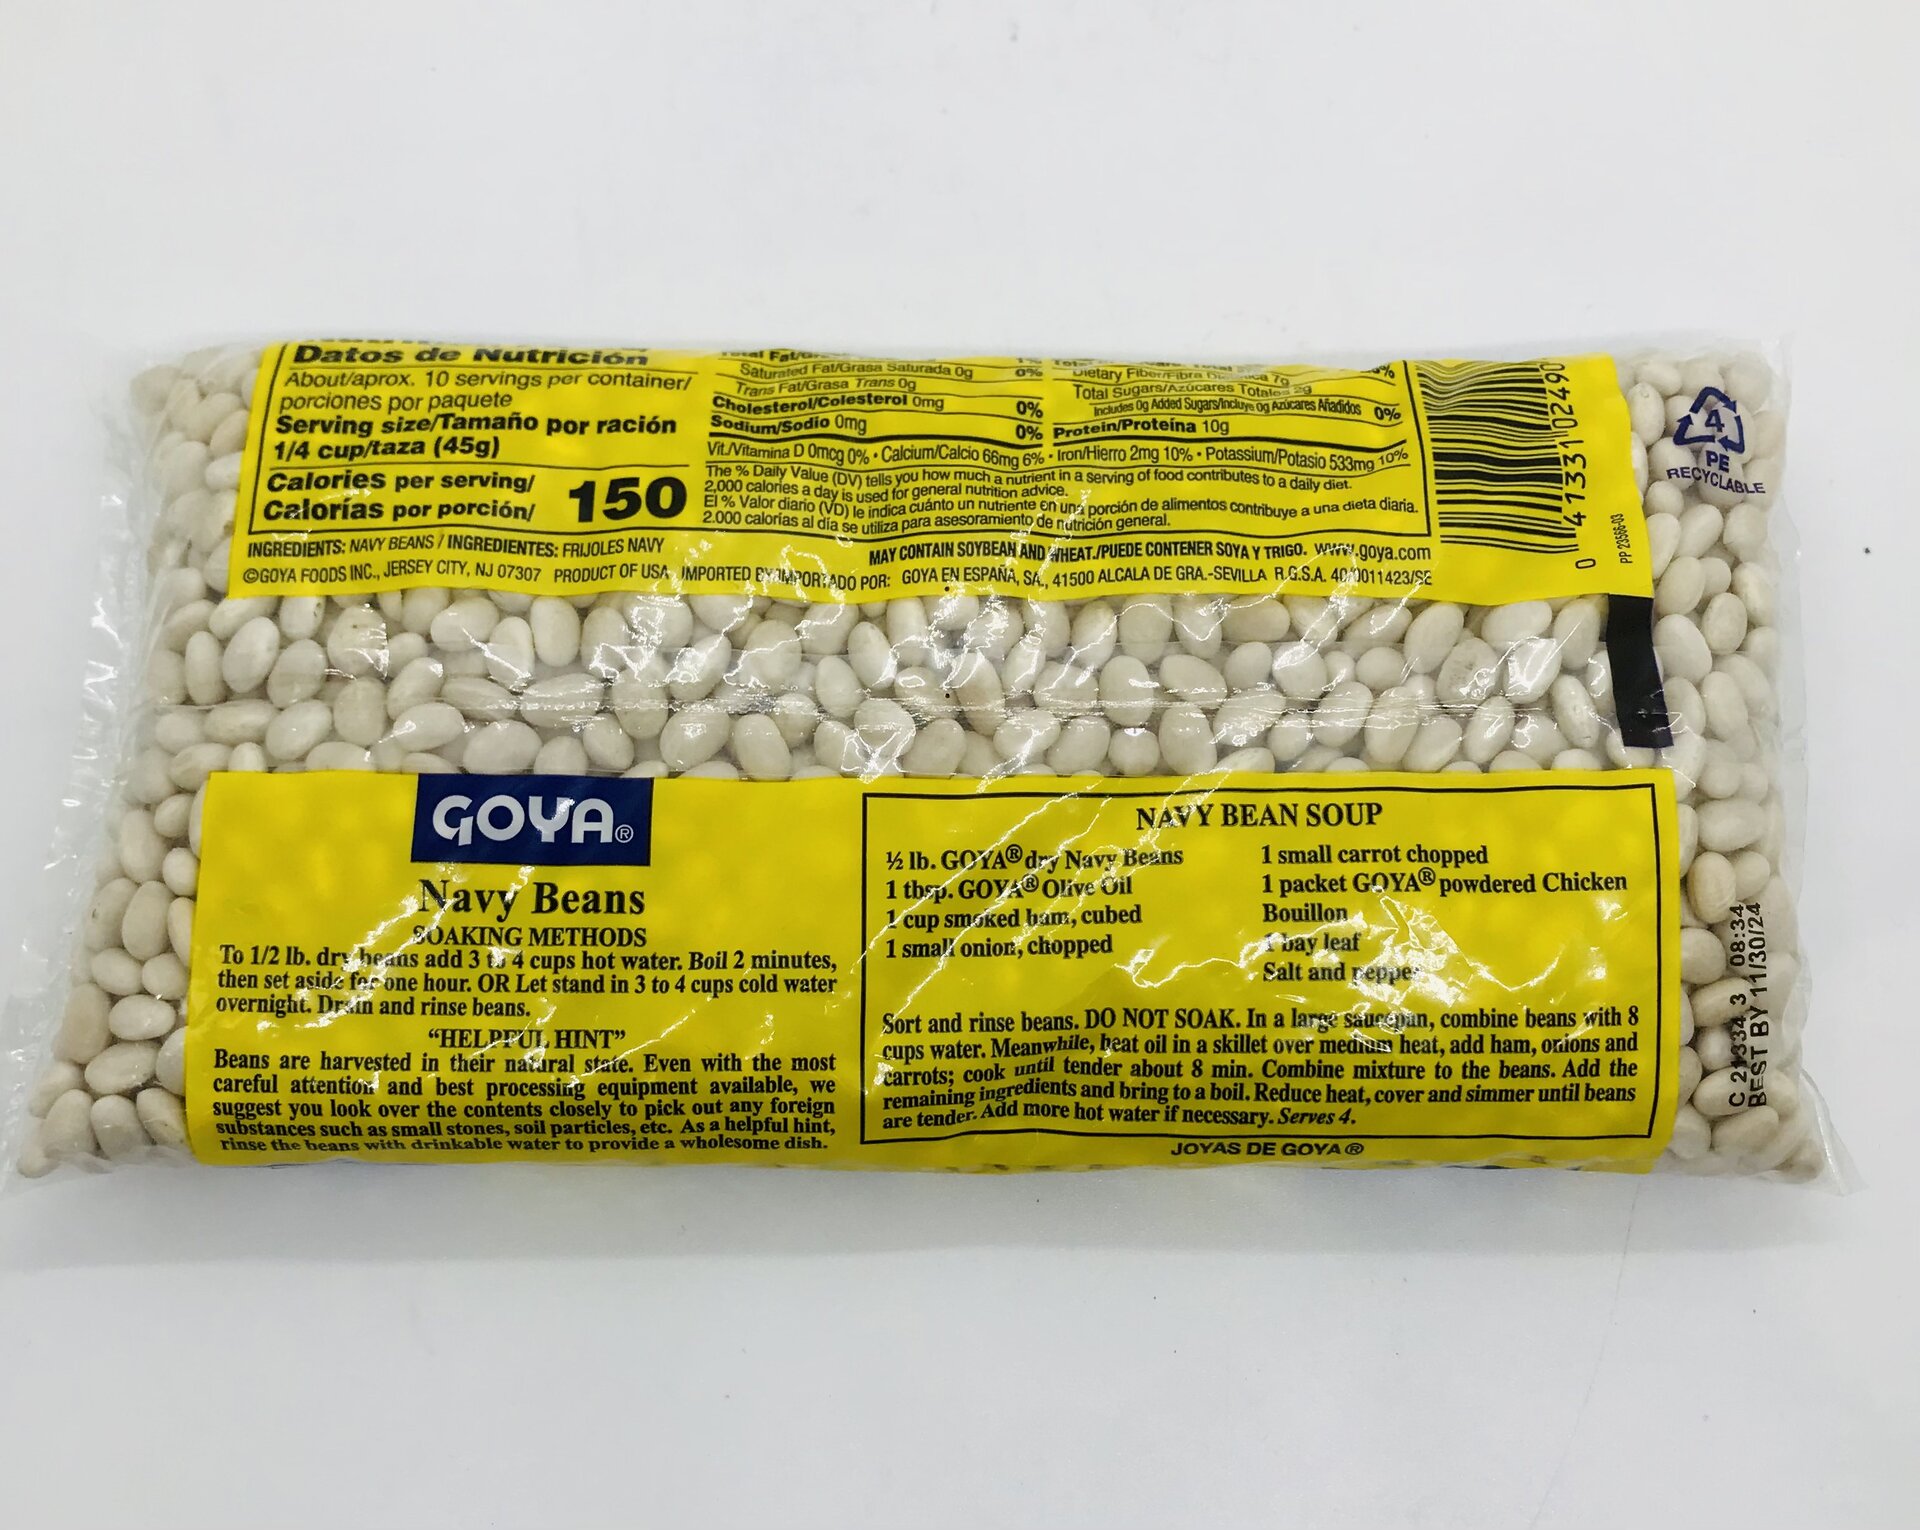 Datos de Nutrición
About/aprox. 10 servings per container/
porciones por paquete
Serving size/Tamaño por ración
1/4 cup/taza (45g)
Calories per serving/
Calorías por porción/
150
Saturated Fat/Grasa Saturada 0g 0%
Trans Fat/Grasa Trans 0g
Cholesterol/Colesterol 0mg 0%
Sodium/Sodio 0mg 0%
Dietary Fiber/Fibra 7g
Total Sugars/Azúcares Totales 2g
Includes 0g Added Sugars/Incluye 0g Azúcares Añadidos 0%
Protein/Proteína 10g
Vit./Vitamina D 0mcg 0% • Calcium/Calcio 66mg 6% • Iron/Hierro 2mg 10% • Potassium/Potasio 533mg 10%
The % Daily Value (DV) tells you how much a nutrient in a serving of food contributes to a daily diet.
2,000 calories a day is used for general nutrition advice.
El % Valor diario (VD) le indica cuánto un nutriente en una porción de alimentos contribuye a una dieta diaria.
2.000 calorías al día se utiliza para asesoramiento de nutrición general.
INGREDIENTS: NAVY BEANS / INGREDIENTES: FRIJOLES NAVY
MAY CONTAIN SOYBEAN AND WHEAT./PUEDE CONTENER SOYA Y TRIGO. www.goya.com
©GOYA FOODS INC., JERSEY CITY, NJ 07307 PRODUCT OF USA IMPORTED BY/IMPORTADO POR: GOYA EN ESPAÑA, SA., 41500 ALCALA DE GRA.-SEVILLA R.G.S.A. 40/0011423/SE
0 41331 02490
PP 23566-03
4
PE
RECYCLABLE
GOYA®
Navy Beans
SOAKING METHODS
To 1/2 lb. dry beans add 3 to 4 cups hot water. Boil 2 minutes,
then set aside for one hour. OR Let stand in 3 to 4 cups cold water
overnight. Drain and rinse beans.
"HELPFUL HINT"
Beans are harvested in their natural state. Even with the most
careful attention and best processing equipment available, we
suggest you look over the contents closely to pick out any foreign
substances such as small stones, soil particles, etc. As a helpful hint,
rinse the beans with drinkable water to provide a wholesome dish.
NAVY BEAN SOUP
½ lb. GOYA® dry Navy Beans
1 tbsp. GOYA® Olive Oil
1 cup smoked ham, cubed
1 small onion, chopped
1 small carrot chopped
1 packet GOYA® powdered Chicken
Bouillon
1 bay leaf
Salt and pepper
Sort and rinse beans. DO NOT SOAK. In a large saucepan, combine beans with 8
cups water. Meanwhile, heat oil in a skillet over medium heat, add ham, onions and
carrots; cook until tender about 8 min. Combine mixture to the beans. Add the
remaining ingredients and bring to a boil. Reduce heat, cover and simmer until beans
are tender. Add more hot water if necessary. Serves 4.
JOYAS DE GOYA®
C 21334 3 08:34
BEST BY 11/30/24